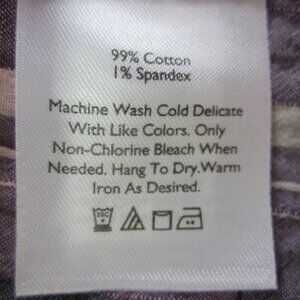 99% Cotton
1% Spandex
Machine Wash Cold Delicate
With Like Colors. Only
Non-Chlorine Bleach When
Needed. Hang To Dry.Warm
Iron As Desired.